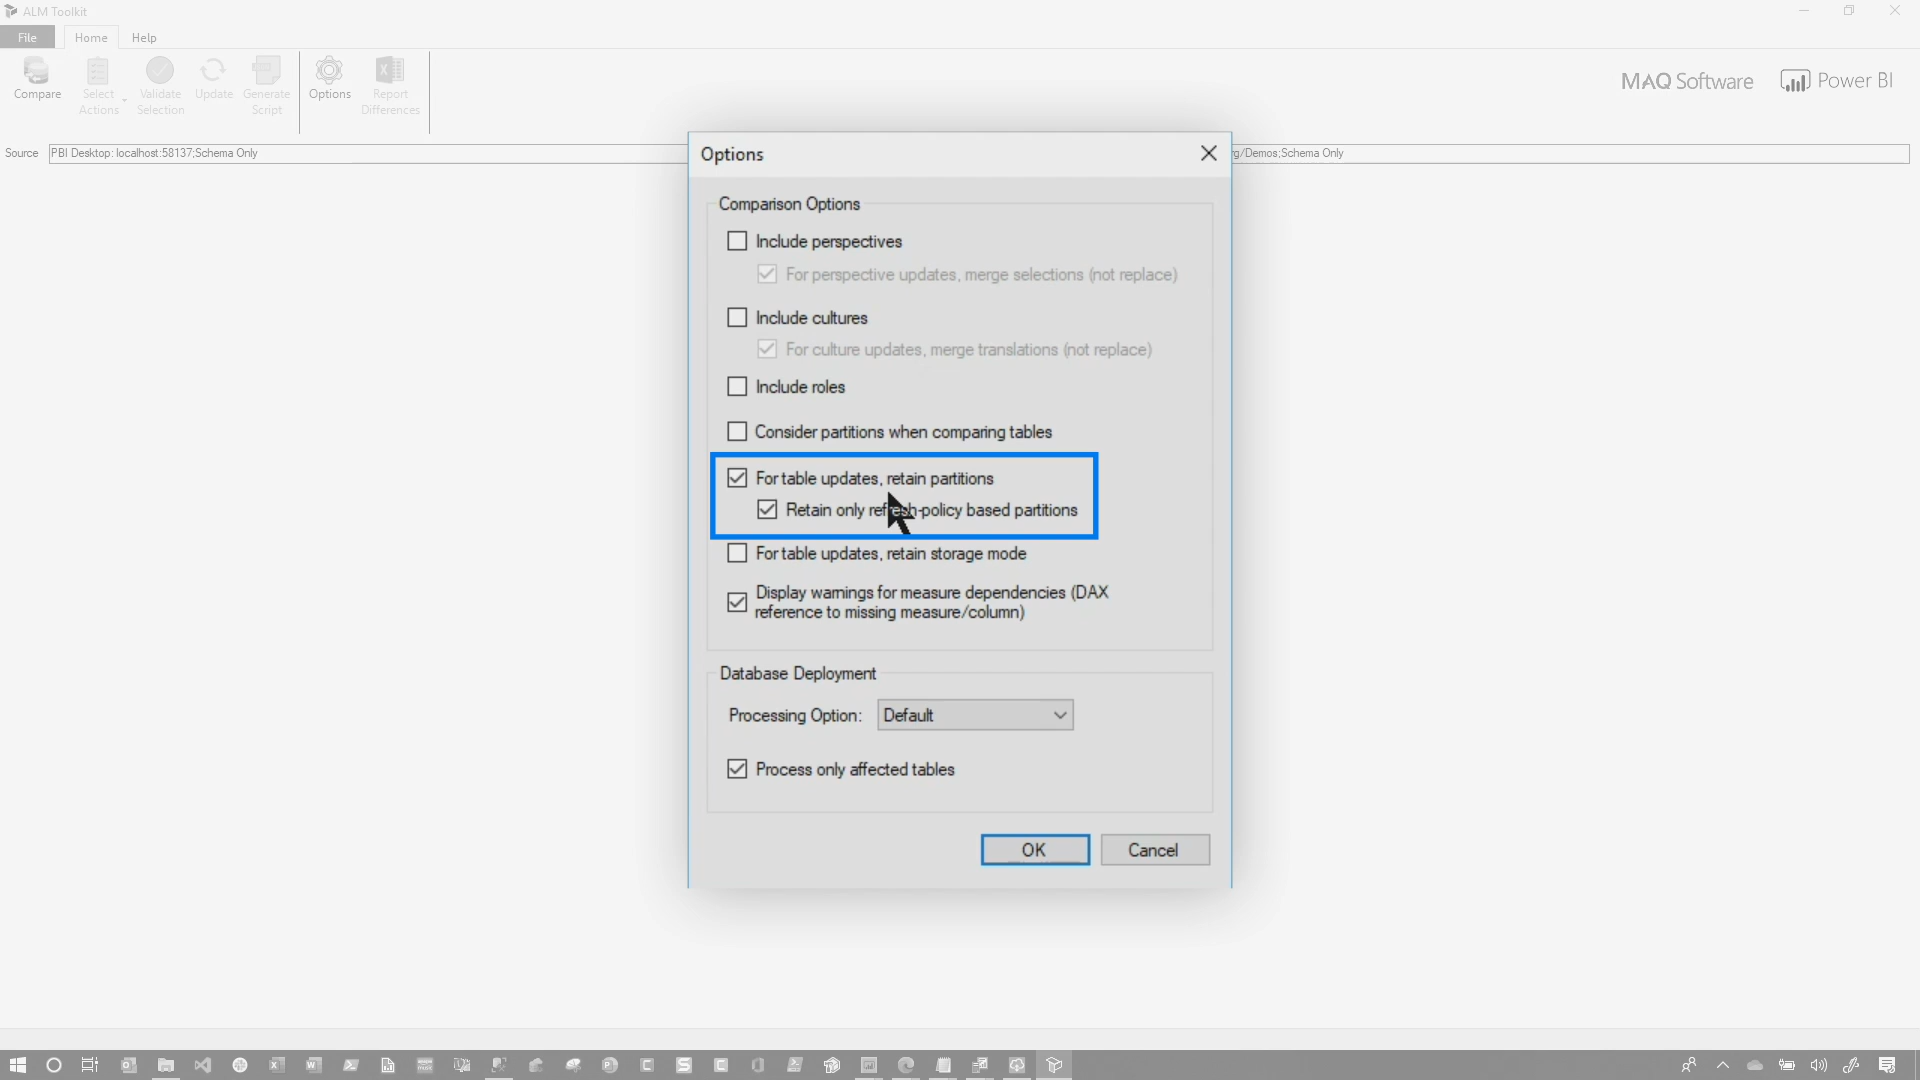 ALM Toolkit
File Home Help
Compare Select Actions Validate Selection Update Generate Script Options Report Differences
MAQ Software Power BI
Source PBI Desktop: localhost:58137;Schema Only rg/Demos;Schema Only
Options
Comparison Options
Include perspectives
For perspective updates, merge selections (not replace)
Include cultures
For culture updates, merge translations (not replace)
Include roles
Consider partitions when comparing tables
For table updates, retain partitions
Retain only refresh-policy based partitions
For table updates, retain storage mode
Display warnings for measure dependencies (DAX
reference to missing measure/column)
Database Deployment
Processing Option: Default
Process only affected tables
OK Cancel